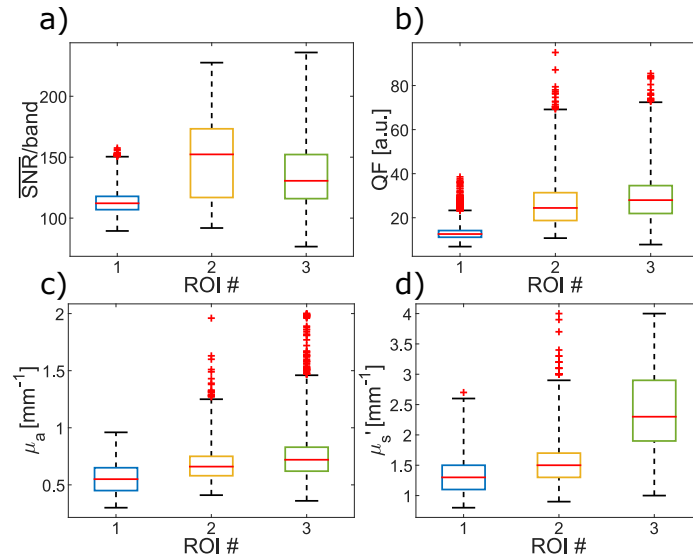 a)
200
150
100
SNR/band
1 2 3
ROI #
b)
80
60
40
20
QF [a.u.]
1 2 3
ROI #
c)
2
1.5
1
0.5
μa [mm⁻¹]
1 2 3
ROI #
d)
4
3.5
3
2.5
2
1.5
1
μs' [mm⁻¹]
1 2 3
ROI #